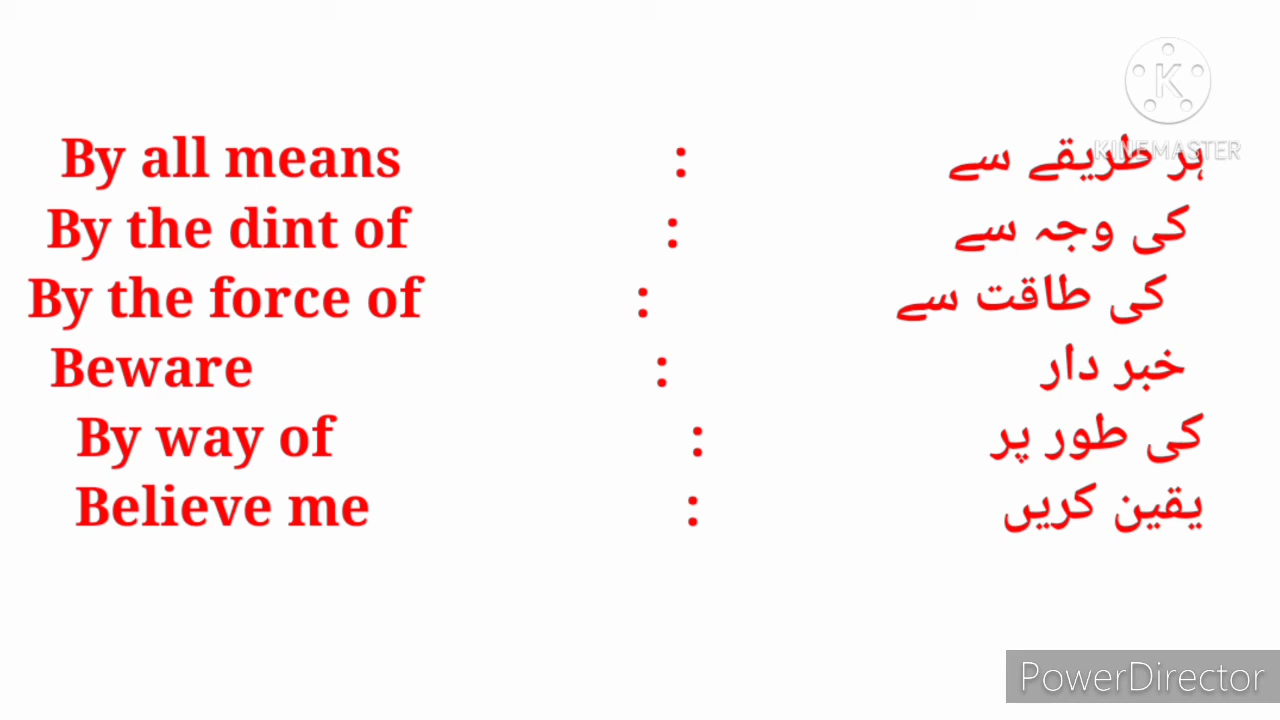 KINEMASTER
By all means : ہر طریقے سے
By the dint of : کی وجہ سے
By the force of : کی طاقت سے
Beware : خبر دار
By way of : کی طور پر
Believe me : یقین کریں
PowerDirector